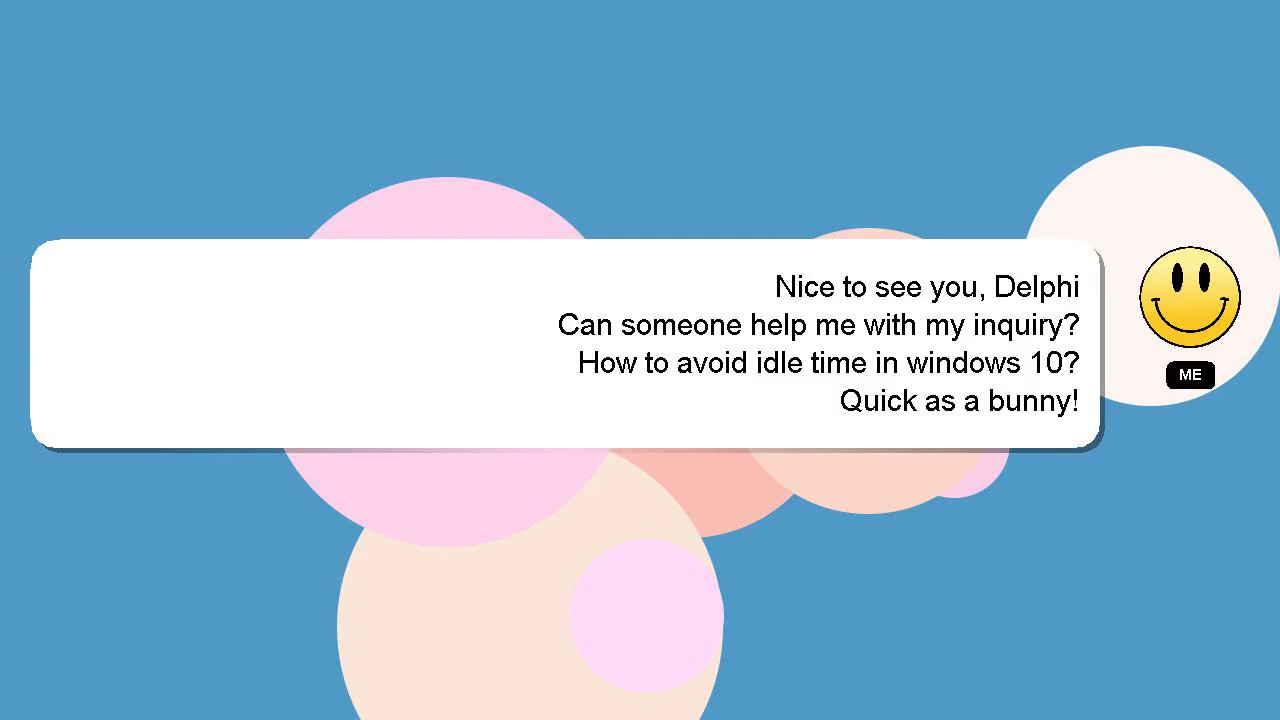 Nice to see you, Delphi
Can someone help me with my inquiry?
How to avoid idle time in windows 10?
Quick as a bunny!
ME